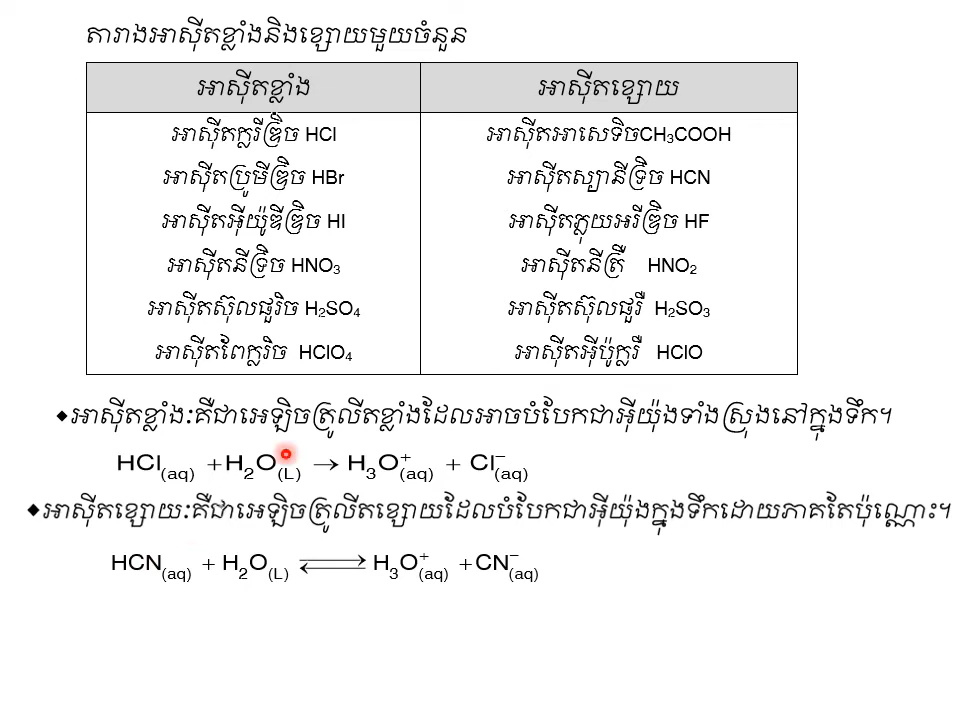 តារាងអាស៊ីតខ្លាំងនិងខ្សោយមួយចំនួន
អាស៊ីតខ្លាំង អាស៊ីតខ្សោយ
អាស៊ីតក្លរីឌ្រិច HCl អាស៊ីតអាសេទិចCH₃COOH
អាស៊ីតប្រូមីឌ្រិច HBr អាស៊ីតស្យានីទ្រិច HCN
អាស៊ីតអ៊ីយ៉ូឌីឌ្រិច HI អាស៊ីតភ្លុយអរីឌ្រិច HF
អាស៊ីតនីទ្រិច HNO₃ អាស៊ីតនីត្រឺ HNO₂
អាស៊ីតស៊ុលផួរិច H₂SO₄ អាស៊ីតស៊ុលផួរឺ H₂SO₃
អាស៊ីតពែក្លរិច HClO₄ អាស៊ីតអ៊ីប៉ូក្លរឺ HClO
◆អាស៊ីតខ្លាំង:គឺជាអេឡិចត្រូលីតខ្លាំងដែលអាចបំបែកជាអ៊ីយ៉ុងទាំងស្រុងនៅក្នុងទឹក។
HCl(aq) + H₂O(L) → H₃O⁺(aq) + Cl⁻(aq)
◆អាស៊ីតខ្សោយ:គឺជាអេឡិចត្រូលីតខ្សោយដែលបំបែកជាអ៊ីយ៉ុងក្នុងទឹកដោយភាគតែប៉ុណ្ណោះ។
HCN(aq) + H₂O(L) ⇌ H₃O⁺(aq) + CN⁻(aq)